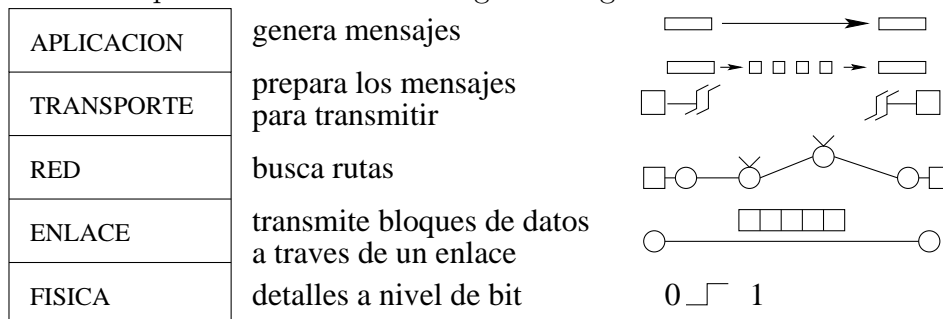 APLICACION
genera mensajes
TRANSPORTE
prepara los mensajes
para transmitir
RED
busca rutas
ENLACE
transmite bloques de datos
a traves de un enlace
FISICA
detalles a nivel de bit
0 1